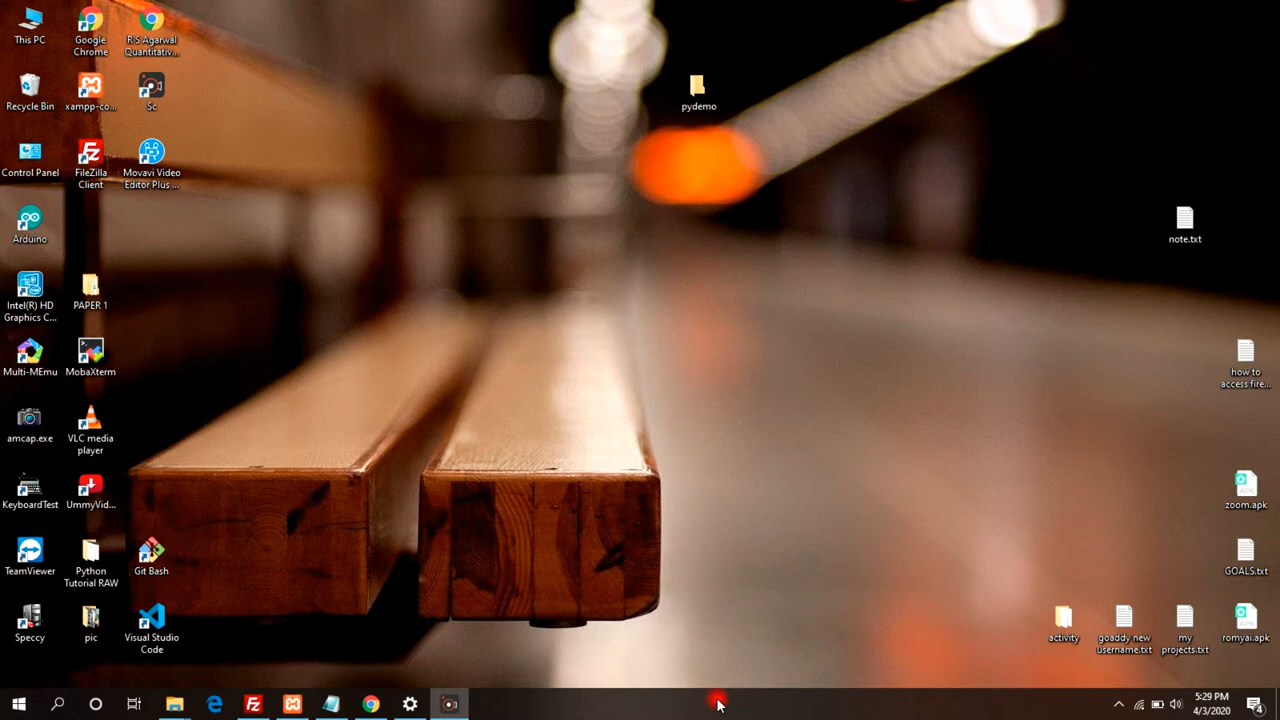 This PC
Google
Chrome
R S Agarwal
Quantitativ...
Recycle Bin
xampp-co...
Sc
pydemo
Control Panel
FileZilla
Client
Movavi Video
Editor Plus ...
Arduino
note.txt
Intel(R) HD
Graphics C...
PAPER 1
Multi-MEmu
MobaXterm
how to
access fire...
amcap.exe
VLC media
player
KeyboardTest
UmmyVid...
zoom.apk
TeamViewer
Python
Tutorial RAW
Git Bash
GOALS.txt
Speccy
pic
Visual Studio
Code
activity
goaddy new
username.txt
my
projects.txt
romyai.apk
5:29 PM
4/3/2020
4